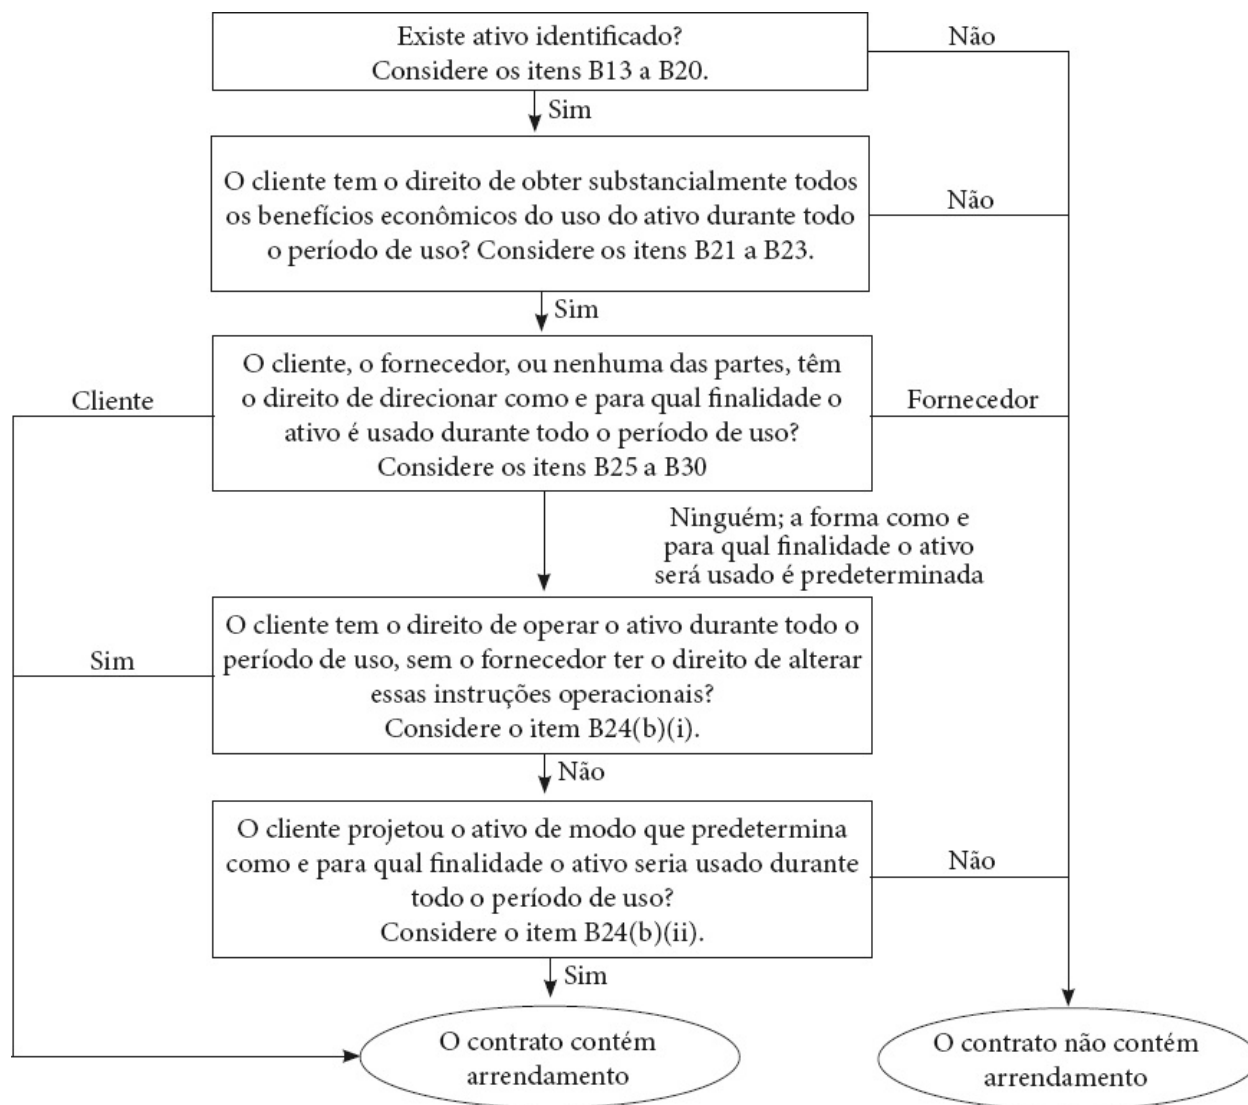 Existe ativo identificado?
Considere os itens B13 a B20.
Não
Sim
O cliente tem o direito de obter substancialmente todos
os benefícios econômicos do uso do ativo durante todo
o período de uso? Considere os itens B21 a B23.
Não
Sim
O cliente, o fornecedor, ou nenhuma das partes, têm
o direito de direcionar como e para qual finalidade o
ativo é usado durante todo o período de uso?
Considere os itens B25 a B30
Cliente
Fornecedor
Ninguém; a forma como e
para qual finalidade o ativo
será usado é predeterminada
O cliente tem o direito de operar o ativo durante todo o
período de uso, sem o fornecedor ter o direito de alterar
essas instruções operacionais?
Considere o item B24(b)(i).
Sim
Não
O cliente projetou o ativo de modo que predetermina
como e para qual finalidade o ativo seria usado durante
todo o período de uso?
Considere o item B24(b)(ii).
Não
Sim
O contrato contém
arrendamento
O contrato não contém
arrendamento